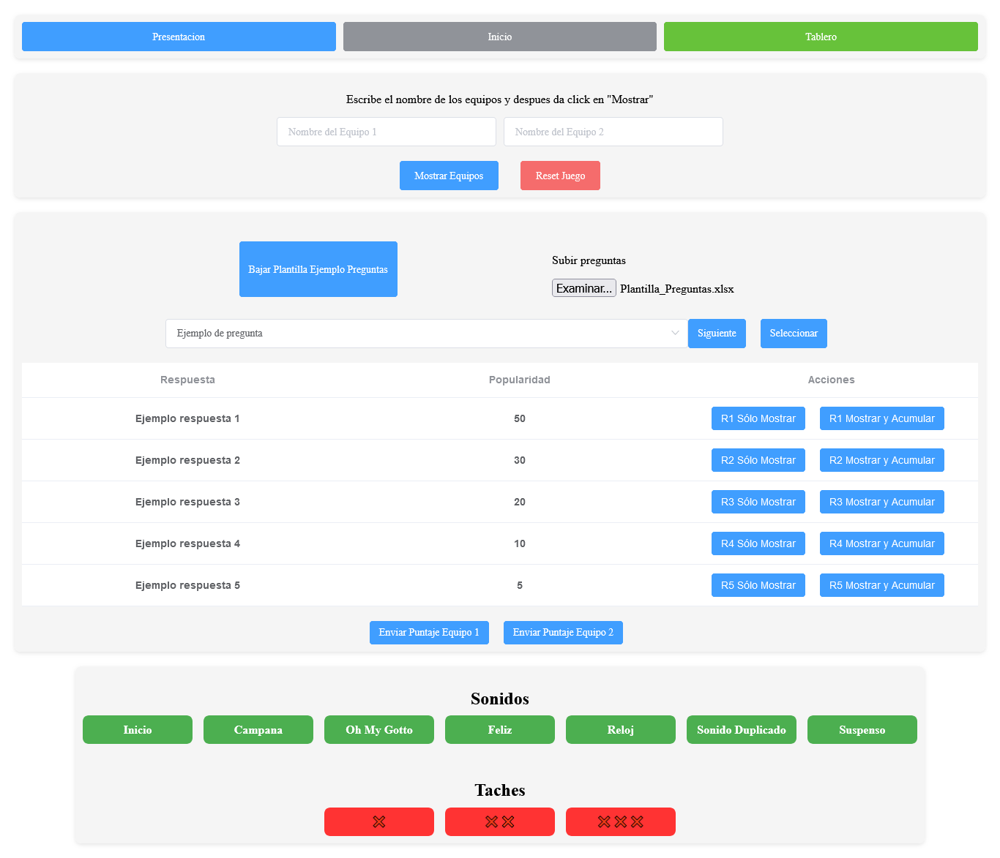 Presentacion Inicio Tablero
Escribe el nombre de los equipos y despues da click en "Mostrar"
Nombre del Equipo 1 Nombre del Equipo 2
Mostrar Equipos Reset Juego
Bajar Plantilla Ejemplo Preguntas
Subir preguntas
Examinar... Plantilla_Preguntas.xlsx
Ejemplo de pregunta Siguiente Seleccionar
Respuesta Popularidad Acciones
Ejemplo respuesta 1 50 R1 Sólo Mostrar R1 Mostrar y Acumular
Ejemplo respuesta 2 30 R2 Sólo Mostrar R2 Mostrar y Acumular
Ejemplo respuesta 3 20 R3 Sólo Mostrar R3 Mostrar y Acumular
Ejemplo respuesta 4 10 R4 Sólo Mostrar R4 Mostrar y Acumular
Ejemplo respuesta 5 5 R5 Sólo Mostrar R5 Mostrar y Acumular
Enviar Puntaje Equipo 1 Enviar Puntaje Equipo 2
Sonidos
Inicio Campana Oh My Gotto Feliz Reloj Sonido Duplicado Suspenso
Taches